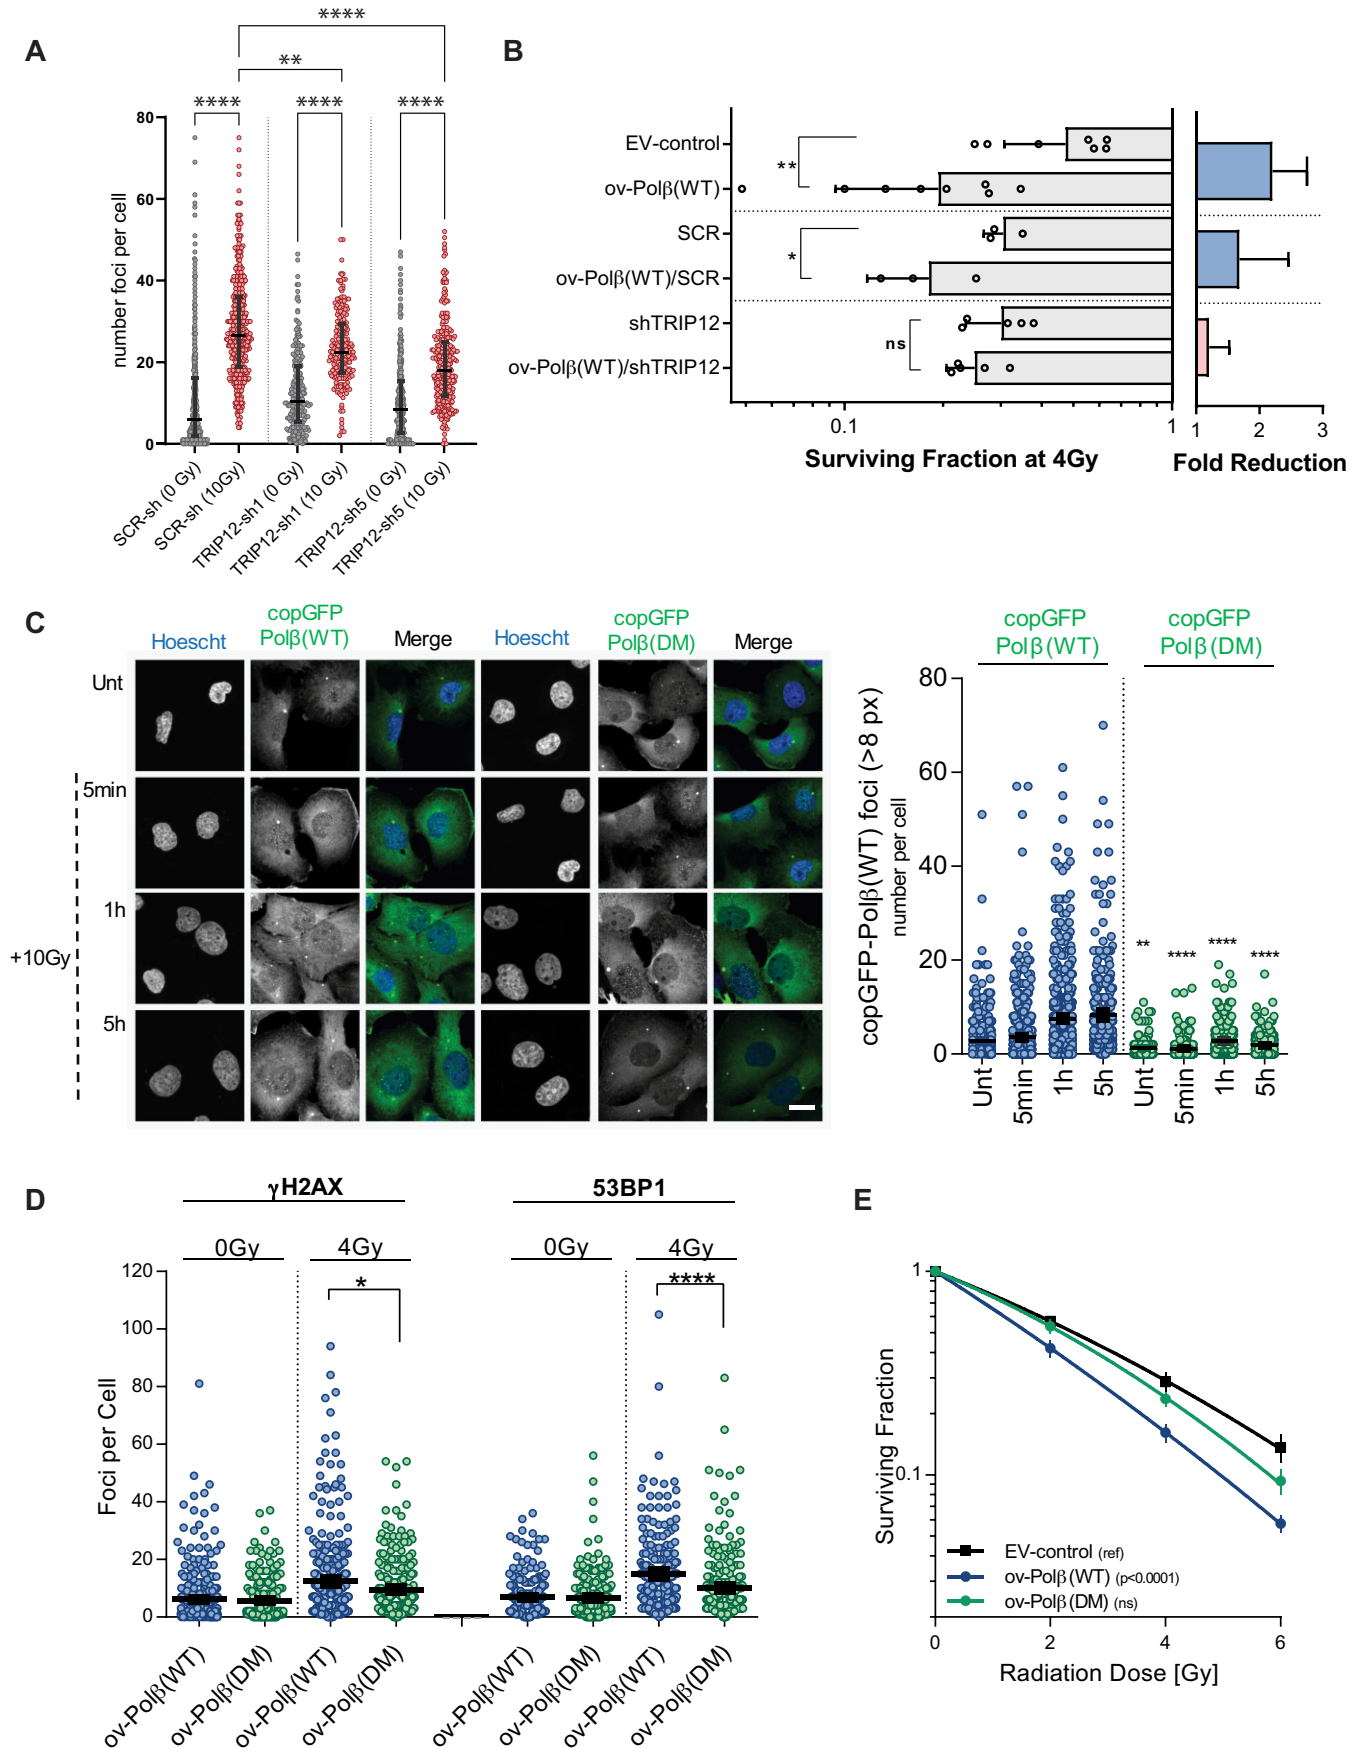 A
****
**
****
****
****
number foci per cell
80
60
40
20
0
SCR-sh (0 Gy)
SCR-sh (10Gy)
TRIP12-sh1 (0 Gy)
TRIP12-sh1 (10 Gy)
TRIP12-sh5 (0 Gy)
TRIP12-sh5 (10 Gy)
B
EV-control
ov-Polβ(WT)
SCR
ov-Polβ(WT)/SCR
shTRIP12
ov-Polβ(WT)/shTRIP12
**
*
ns
0.1
1
Surviving Fraction at 4Gy
1
2
3
Fold Reduction
C
Hoescht
copGFP
Polβ(WT)
Merge
Hoescht
copGFP
Polβ(DM)
Merge
Unt
5min
1h
5h
+10Gy
copGFP
Polβ(WT)
copGFP
Polβ(DM)
copGFP-Polβ(WT) foci (>8 px)
number per cell
80
60
40
20
0
**
****
****
****
Unt
5min
1h
5h
Unt
5min
1h
5h
D
γH2AX
53BP1
0Gy
4Gy
0Gy
4Gy
*
****
Foci per Cell
120
100
80
60
40
20
0
ov-Polβ(WT)
ov-Polβ(DM)
ov-Polβ(WT)
ov-Polβ(DM)
ov-Polβ(WT)
ov-Polβ(DM)
ov-Polβ(WT)
ov-Polβ(DM)
E
Surviving Fraction
1
0.1
EV-control (ref)
ov-Polβ(WT) (p<0.0001)
ov-Polβ(DM) (ns)
0
2
4
6
Radiation Dose [Gy]